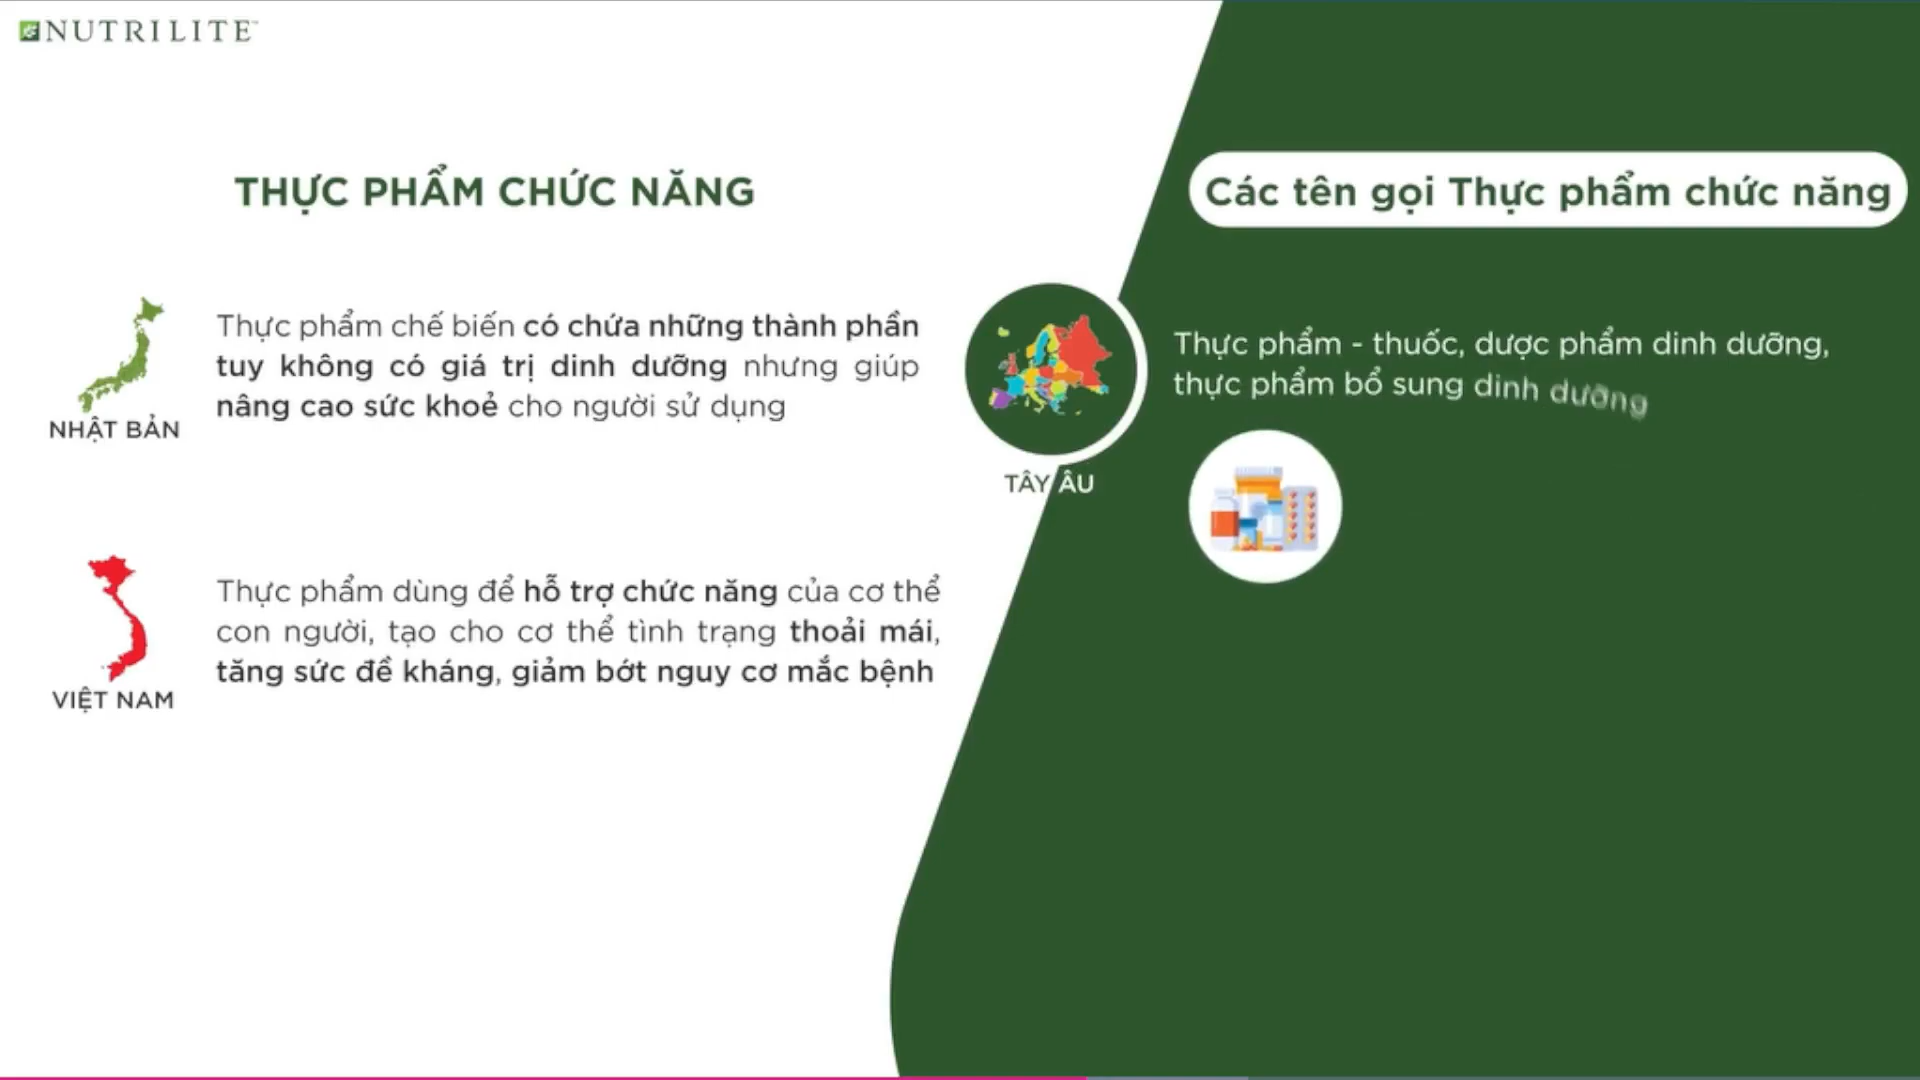 NUTRILITE™
THỰC PHẨM CHỨC NĂNG
Thực phẩm chế biến có chứa những thành phần
tuy không có giá trị dinh dưỡng nhưng giúp
nâng cao sức khoẻ cho người sử dụng
NHẬT BẢN
Thực phẩm dùng để hỗ trợ chức năng của cơ thể
con người, tạo cho cơ thể tình trạng thoải mái,
tăng sức đề kháng, giảm bớt nguy cơ mắc bệnh
VIỆT NAM
Các tên gọi Thực phẩm chức năng
Thực phẩm - thuốc, dược phẩm dinh dưỡng,
thực phẩm bổ sung dinh dưỡng
TÂY ÂU